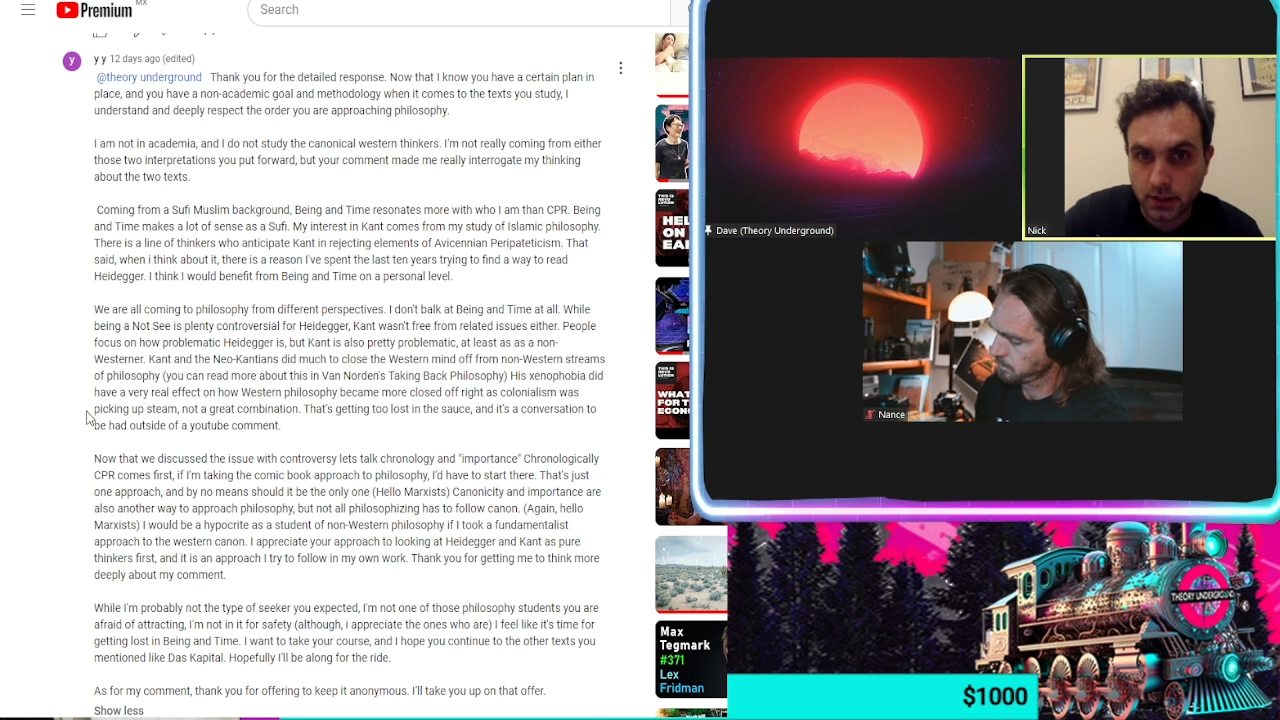 Premium
MX
Search
y
y y 12 days ago (edited)
@theory underground Thank you for the detailed response. Now that I know you have a certain plan in
place, and you have a non-academic goal and methodology when it comes to the texts you study, I
understand and deeply respect the order you are approaching philosophy.
I am not in academia, and I do not study the canonical western thinkers. I'm not really coming from either
those two interpretations you put forward, but your comment made me really interrogate my thinking
about the two texts.
Coming from a Sufi Muslim background, Being and Time resonates more with who I am than CPR. Being
and Time makes a lot of sense as a Sufi. My interest in Kant comes from my study of Islamic philosophy.
There is a line of thinkers who anticipate Kant in rejecting elements of Avicennian Peripateticism. That
said, when i think about it, there is a reason I've spent the last ten years trying to find a way to read
Heidegger. I think I would benefit from Being and Time on a personal level.
We are all coming to philosophy from different perspectives. I don't balk at Being and Time at all. While
being a Not See is plenty controversial for Heidegger, Kant wasn't free from related issues either. People
focus on how problematic Heidegger is, but Kant is also pretty problematic, at least as as a non-
Westerner. Kant and the Neo-Kantians did much to close the Western mind off from non-Western streams
of philosophy (you can read more about this in Van Norden's Taking Back Philosophy) His xenophobia did
have a very real effect on how Western philosophy became more closed off right as colonialism was
picking up steam, not a great combination. That's getting too lost in the sauce, and it's a conversation to
be had outside of a youtube comment.
Now that we discussed the issue with controversy lets talk chronology and "importance" Chronologically
CPR comes first, if I'm taking the comic book approach to philosophy, I'd have to start there. That's just
one approach, and by no means should it be the only one (Hello Marxists) Canonicity and importance are
also another way to approach philosophy, but not all philosophizing has to follow canon. (Again, hello
Marxists) I would be a hypocrite as a student of non-Western philosophy if I took a fundamentalist
approach to the western canon. I appreciate your approach to looking at Heidegger and Kant as pure
thinkers first, and it is an approach I try to follow in my own work. Thank you for getting me to think more
deeply about my comment.
While I'm probably not the type of seeker you expected, I'm not one of those philosophy students you are
afraid of attracting, I'm not in it for safety (although, i appreciate the ones who are) I feel like it's time for
getting lost in Being and Time. I want to take your course, and I hope you continue to the other texts you
mentioned like Das Kapital. Hopefully I'll be along for the ride.
As for my comment, thank you for offering to keep it anonymous. I'll take you up on that offer.
Show less
THIS IS
REVO
LUTION
HEL
ON
EA
THIS IS
REVO
LUTION
WHAT
FOR T
ECON
Max
Tegmark
#371
Lex
Fridman
Dave (Theory Underground)
Nick
Nance
THEORY UNDERGROUND
$1000